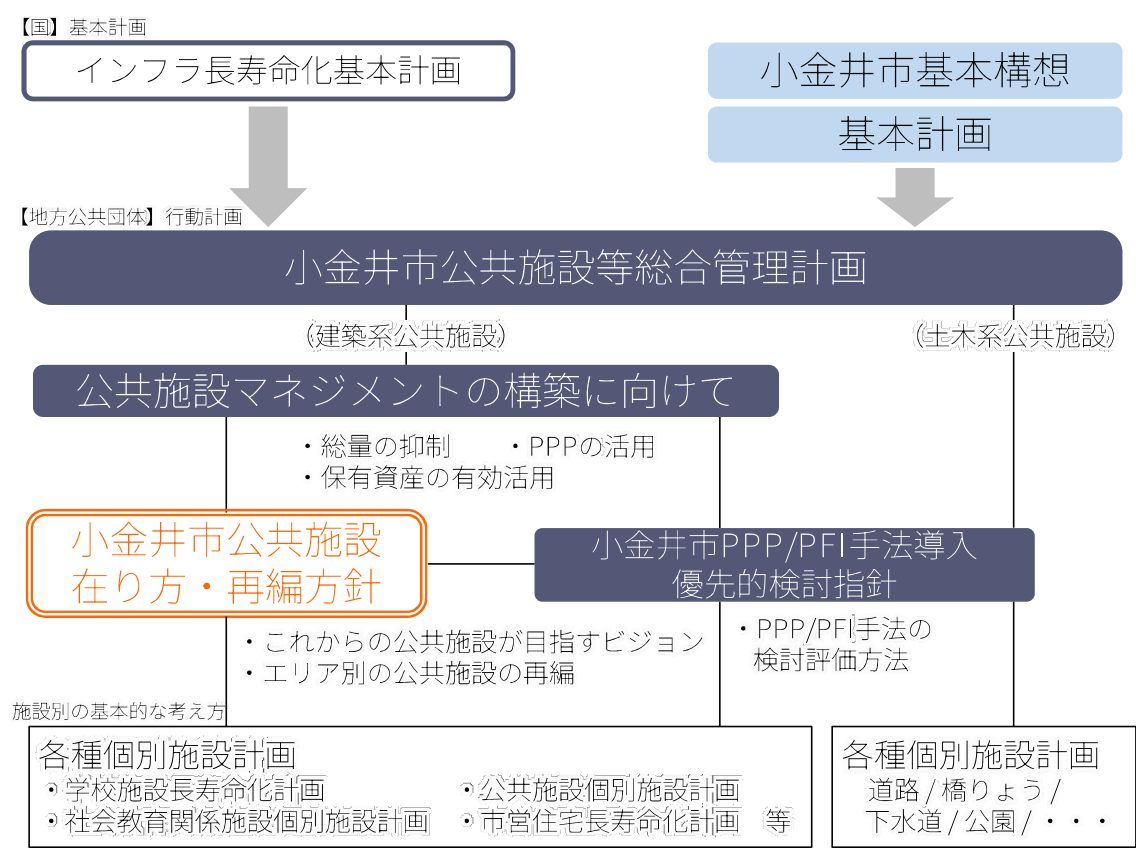 【国】基本計画
インフラ長寿命化基本計画
小金井市基本構想
基本計画
【地方公共団体】行動計画
小金井市公共施設等総合管理計画
(建築系公共施設)
(土木系公共施設)
公共施設マネジメントの構築に向けて
・総量の抑制　・PPPの活用
・保有資産の有効活用
小金井市公共施設
在り方・再編方針
小金井市PPP/PFI手法導入
優先的検討指針
・これからの公共施設が目指すビジョン
・エリア別の公共施設の再編
・PPP/PFI手法の
検討評価方法
施設別の基本的な考え方
各種個別施設計画
・学校施設長寿命化計画　・公共施設個別施設計画
・社会教育関係施設個別施設計画　・市営住宅長寿命化計画　等
各種個別施設計画
道路/橋りょう/
下水道/公園/・・・